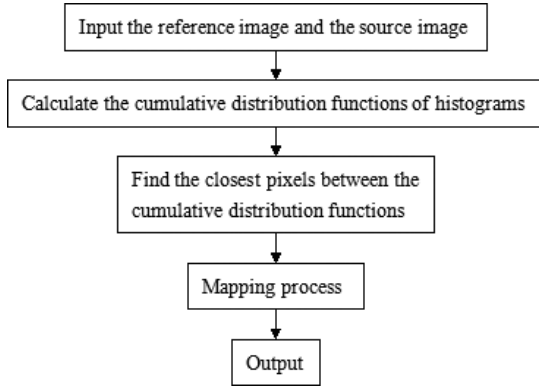 Input the reference image and the source image
Calculate the cumulative distribution functions of histograms
Find the closest pixels between the
cumulative distribution functions
Mapping process
Output